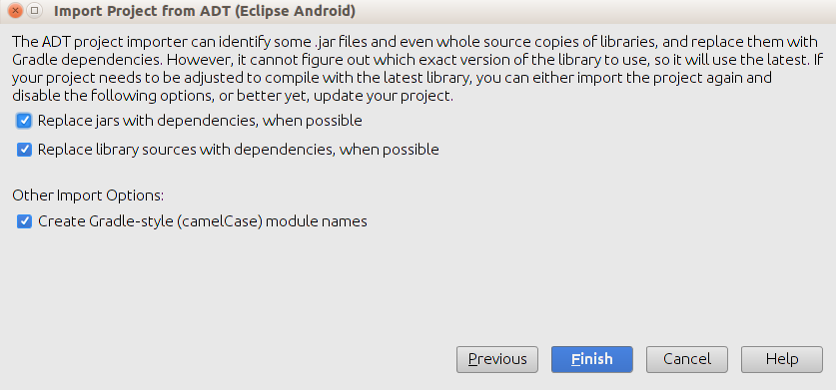 Import Project from ADT (Eclipse Android)
The ADT project importer can identify some .jar files and even whole source copies of libraries, and replace them with
Gradle dependencies. However, it cannot figure out which exact version of the library to use, so it will use the latest. If
your project needs to be adjusted to compile with the latest library, you can either import the project again and
disable the following options, or better yet, update your project.
Replace jars with dependencies, when possible
Replace library sources with dependencies, when possible
Other Import Options:
Create Gradle-style (camelCase) module names
Previous Finish Cancel Help